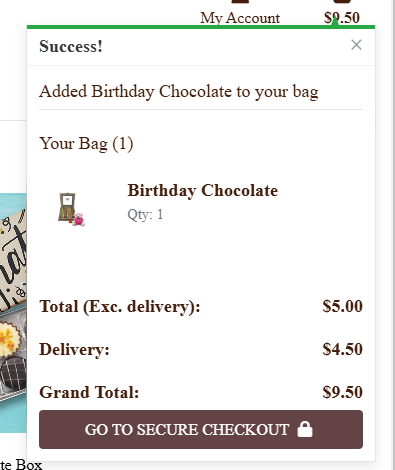 My Account $9.50
Success! ×
Added Birthday Chocolate to your bag
Your Bag (1)
Birthday Chocolate
Qty: 1
Total (Exc. delivery): $5.00
Delivery: $4.50
Grand Total: $9.50
GO TO SECURE CHECKOUT
te Box